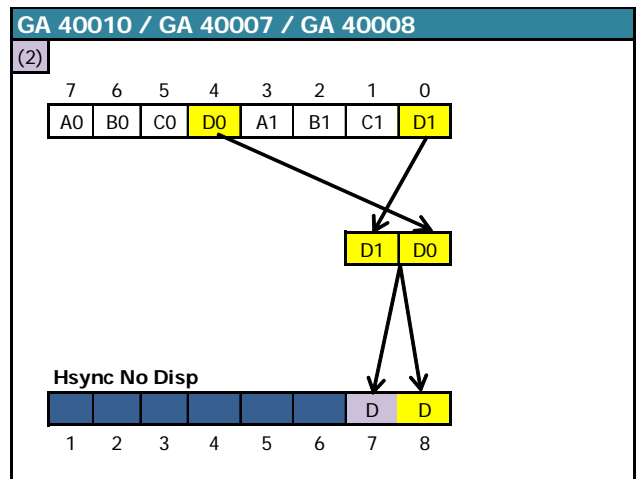 GA 40010 / GA 40007 / GA 40008
(2)
7 6 5 4 3 2 1 0
A0 B0 C0 D0 A1 B1 C1 D1
D1 D0
Hsync No Disp
D D
1 2 3 4 5 6 7 8